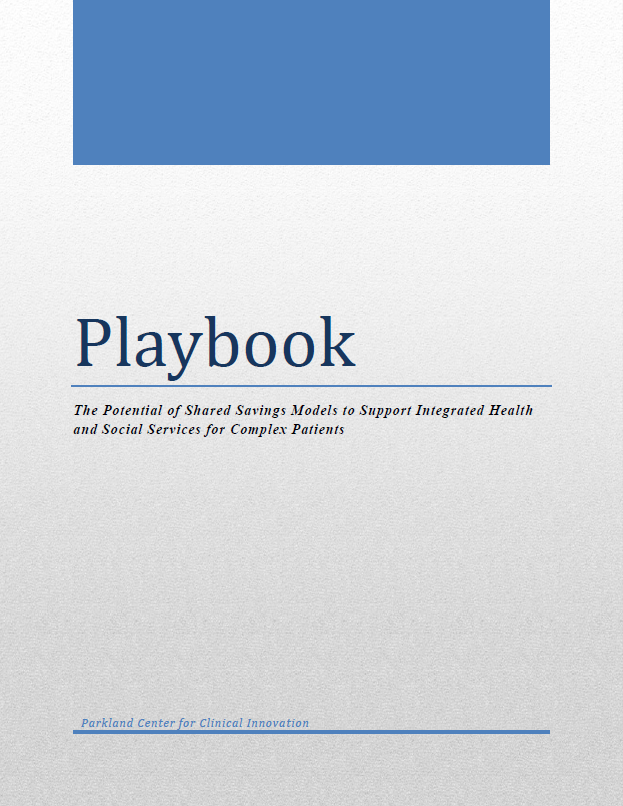 Playbook
The Potential of Shared Savings Models to Support Integrated Health
and Social Services for Complex Patients
Parkland Center for Clinical Innovation